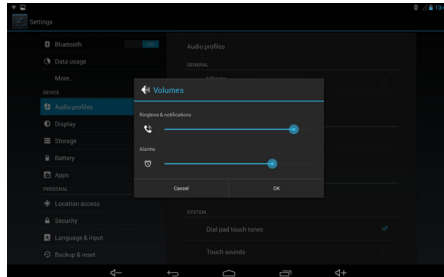 Settings
Bluetooth
ON
Data usage
More...
DEVICE
Audio profiles
Display
Storage
Battery
Apps
PERSONAL
Location access
Security
Language & input
Backup & reset
Audio profiles
GENERAL
Volumes
Ringtone & notifications
Alarms
Cancel
OK
SYSTEM
Dial pad touch tones
Touch sounds